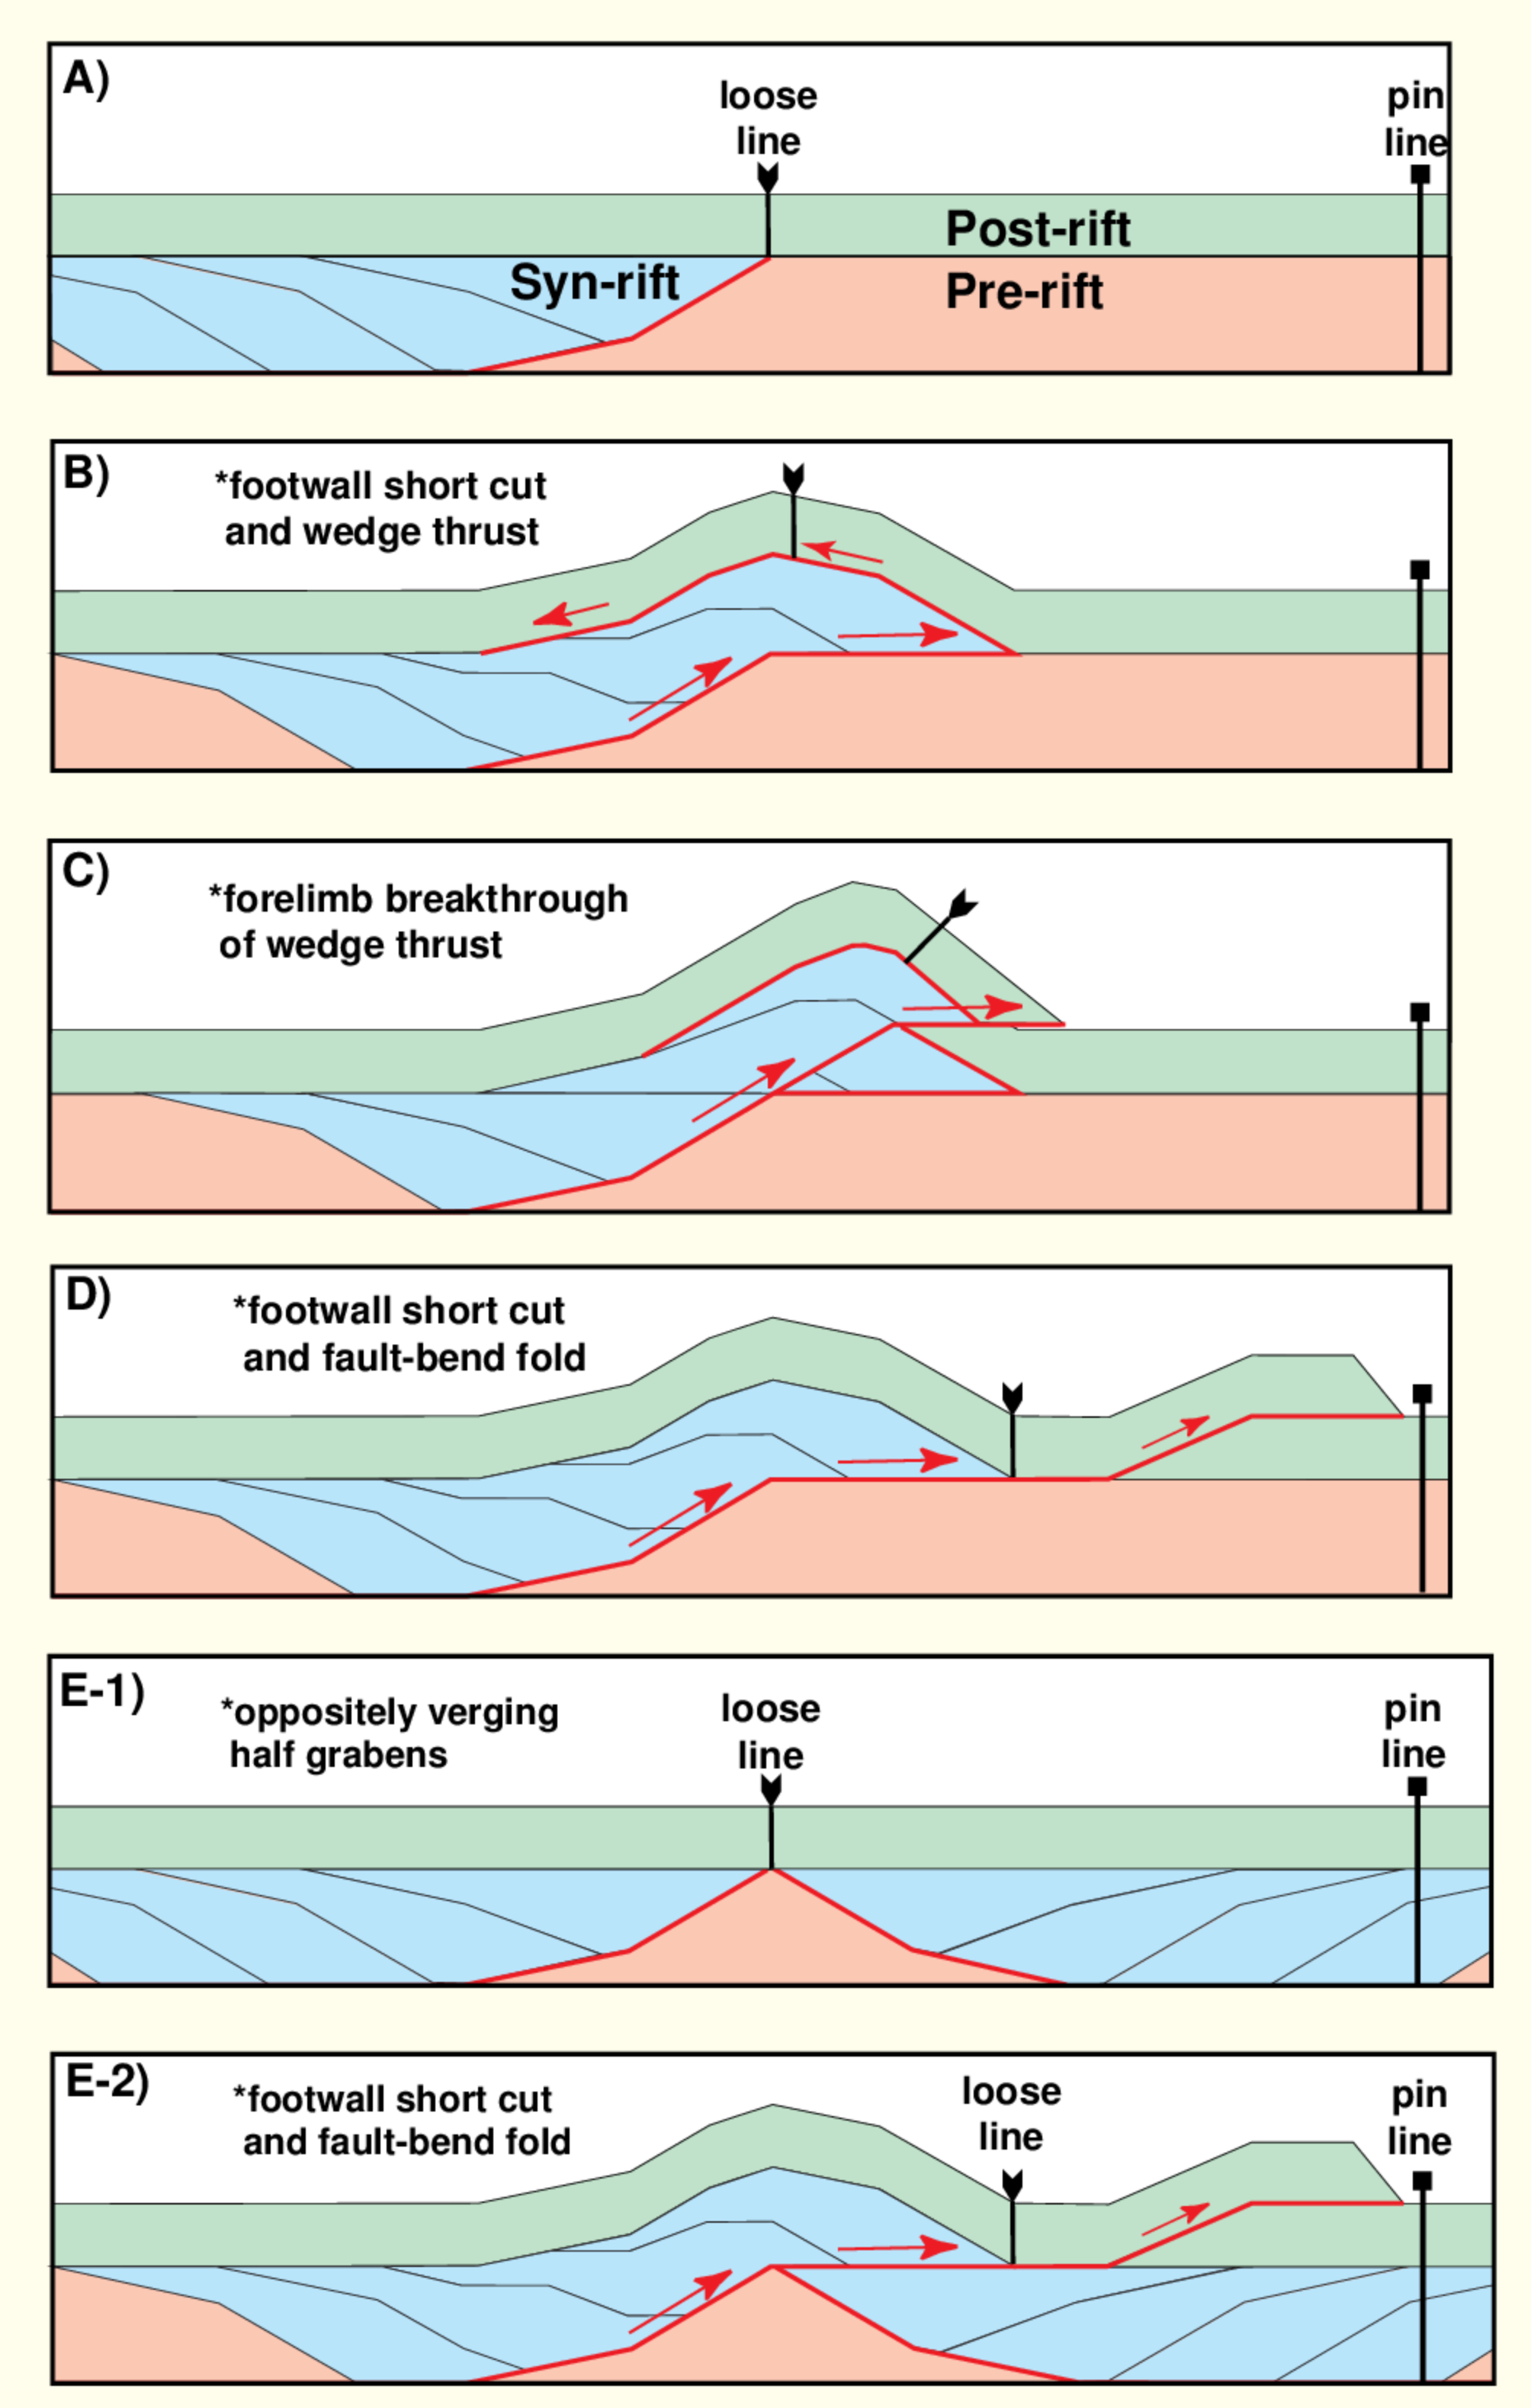 A)
loose
line
pin
line
Post-rift
Syn-rift
Pre-rift
B)
*footwall short cut
and wedge thrust
C)
*forelimb breakthrough
of wedge thrust
D)
*footwall short cut
and fault-bend fold
E-1)
*oppositely verging
half grabens
loose
line
pin
line
E-2)
*footwall short cut
and fault-bend fold
loose
line
pin
line